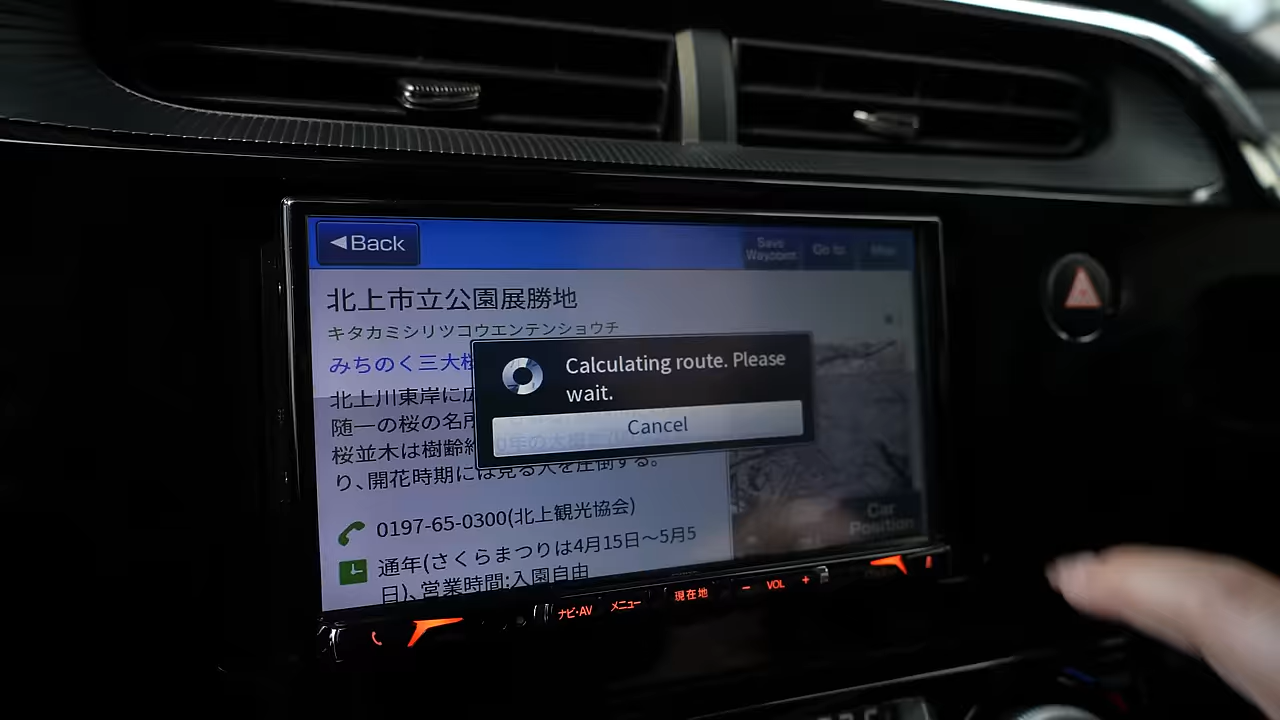 ◀Back
Save
Waypoint
Go to
Map
北上市立公園展勝地
キタカミシリツコウエンテンショウチ
みちのく三大桜
Calculating route. Please
wait.
Cancel
北上川東岸に広
随一の桜の名所
桜並木は樹齢約
年の大
り、開花時期には見る人を圧倒する。
0197-65-0300(北上観光協会)
通年(さくらまつりは4月15日～5月5
日)、営業時間:入園自由
Car
Position
ナビ・AV
メニュー
現在地
－ VOL ＋